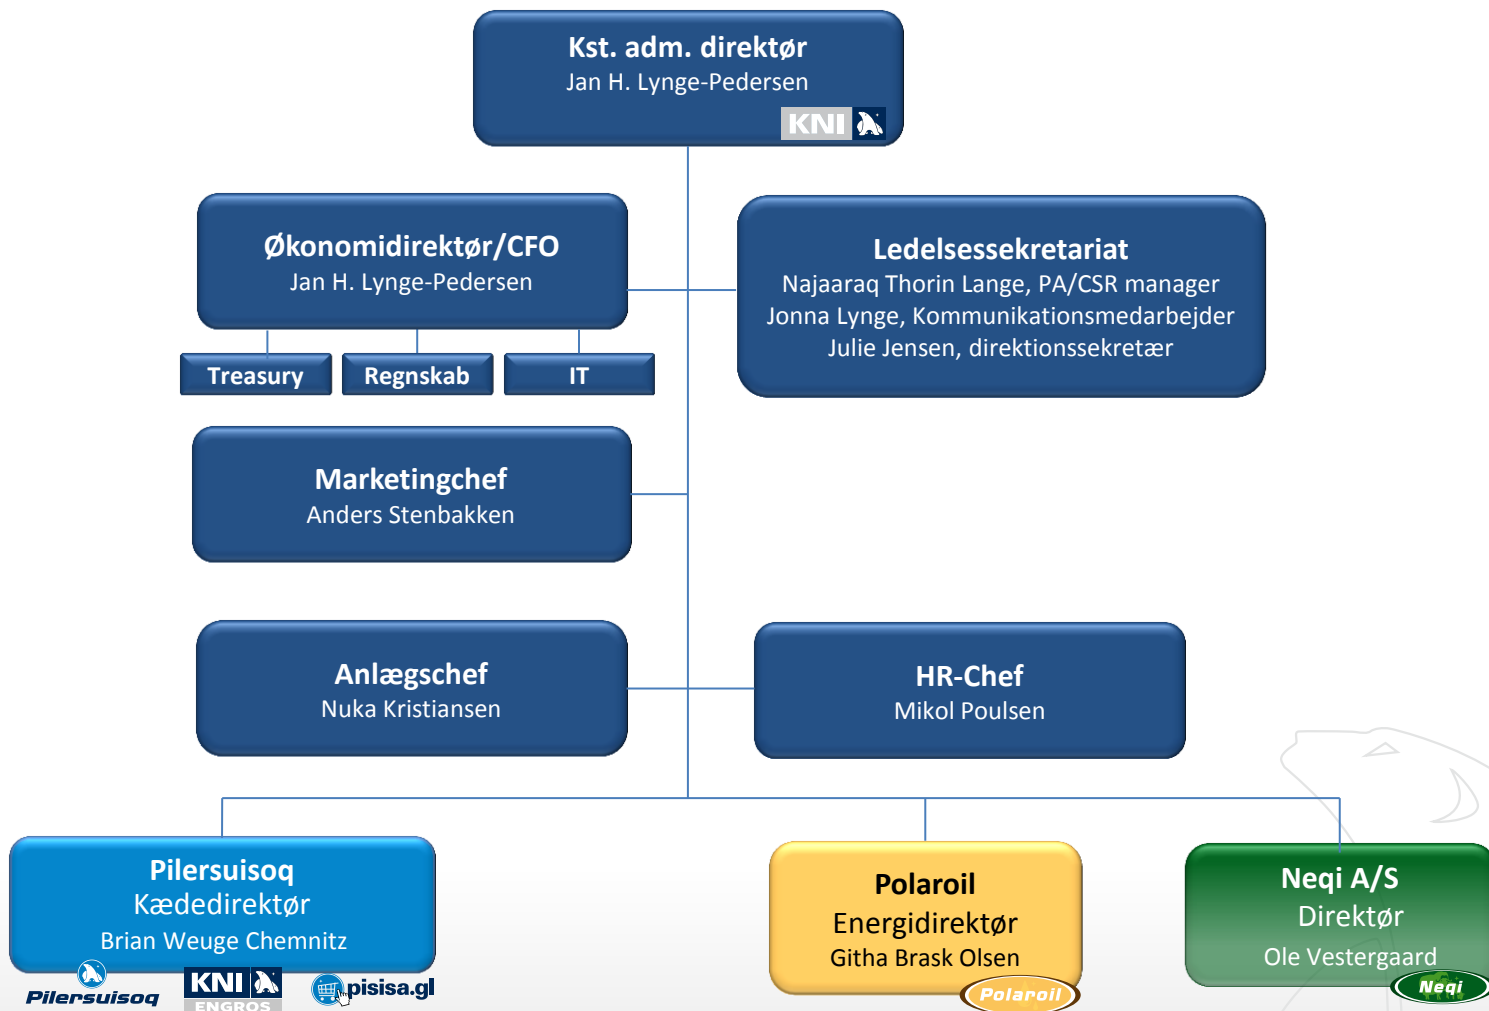 Kst. adm. direktør
Jan H. Lynge-Pedersen
KNI
Økonomidirektør/CFO
Jan H. Lynge-Pedersen
Treasury
Regnskab
IT
Ledelsessekretariat
Najaaraq Thorin Lange, PA/CSR manager
Jonna Lynge, Kommunikationsmedarbejder
Julie Jensen, direktionssekretær
Marketingchef
Anders Stenbakken
Anlægschef
Nuka Kristiansen
HR-Chef
Mikol Poulsen
Pilersuisoq
Kædedirektør
Brian Weuge Chemnitz
Pilersuisoq
KNI
ENGROS
pisisa.gl
Polaroil
Energidirektør
Githa Brask Olsen
Polaroil
Neqi A/S
Direktør
Ole Vestergaard
Neqi